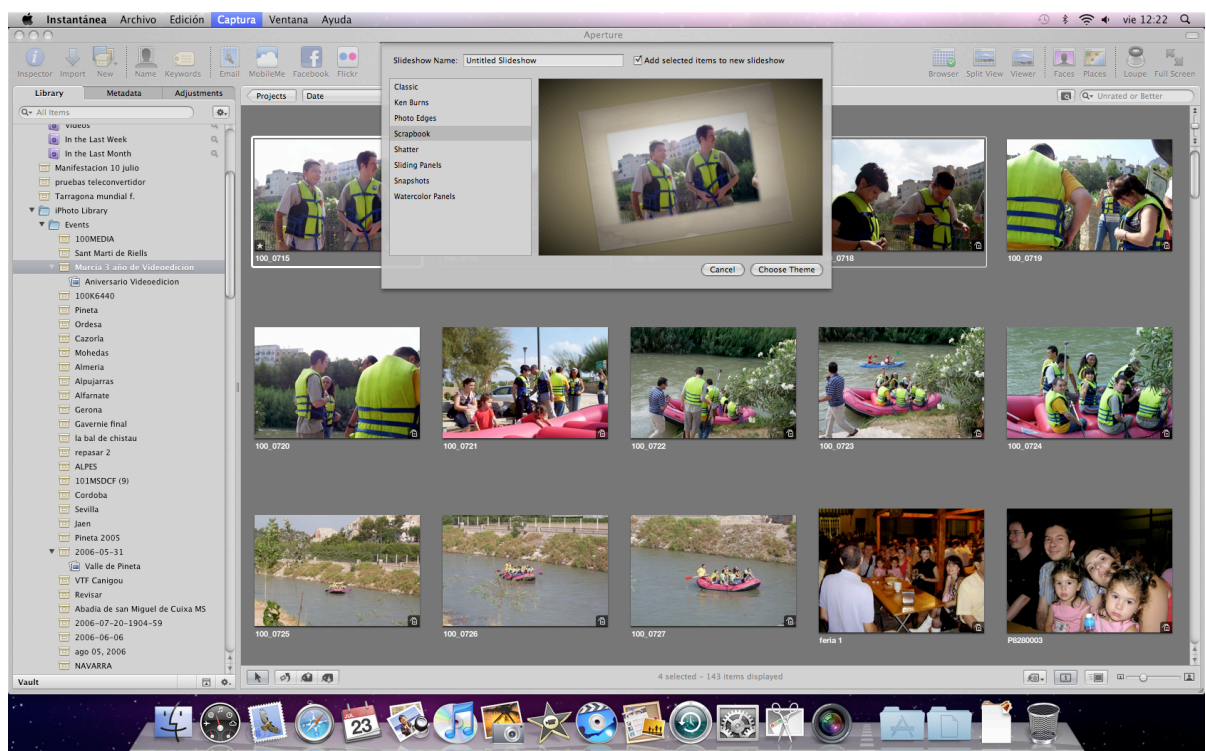 Instantánea Archivo Edición Captura Ventana Ayuda
vie 12:22
Aperture
Inspector Import New Name Keywords Email MobileMe Facebook Flickr
Browser Split View Viewer Faces Places Loupe Full Screen
Slideshow Name: Untitled Slideshow
Add selected items to new slideshow
Classic
Ken Burns
Photo Edges
Scrapbook
Shatter
Sliding Panels
Snapshots
Watercolor Panels
Cancel Choose Theme
Library Metadata Adjustments
Projects Date
Unrated or Better
All Items
Videos
In the Last Week
In the Last Month
Manifestacion 10 julio
pruebas teleconvertidor
Tarragona mundial f.
iPhoto Library
Events
100MEDIA
Sant Marti de Riells
Murcia 3 año de Videoedicion
Aniversario Videoedicion
100K6440
Pineta
Ordesa
Cazorla
Mohedas
Almeria
Alpujarras
Alfarnate
Gerona
Gavernie final
la bal de chistau
repasar 2
ALPES
101MSDCF (9)
Cordoba
Sevilla
Jaen
Pineta 2005
2006-05-31
Valle de Pineta
VTF Canigou
Revisar
Abadia de san Miguel de Cuixa MS
2006-07-20-1904-59
2006-06-06
ago 05, 2006
NAVARRA
Vault
100_0715
_0718
100_0719
100_0720
100_0721
100_0722
100_0723
100_0724
100_0725
100_0726
100_0727
feria 1
P8280003
4 selected - 143 items displayed
23